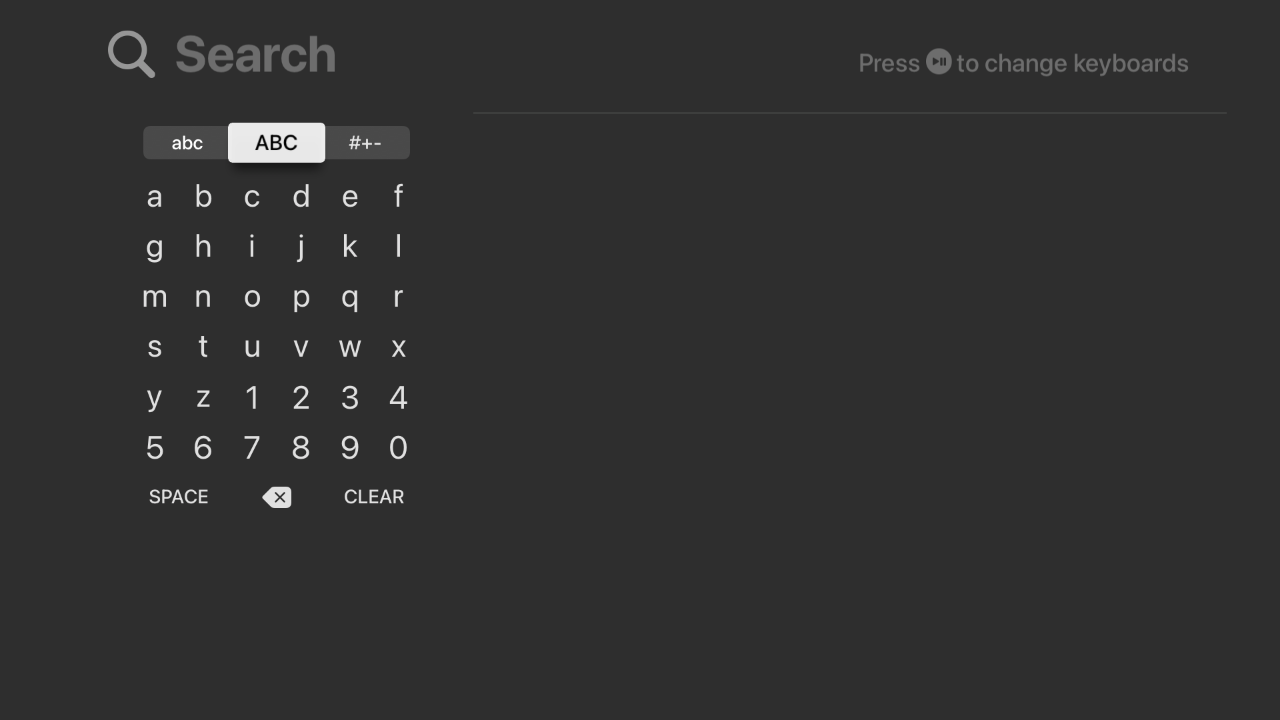 Search
Press to change keyboards
abc ABC #+-
a b c d e f
g h i j k l
m n o p q r
s t u v w x
y z 1 2 3 4
5 6 7 8 9 0
SPACE CLEAR